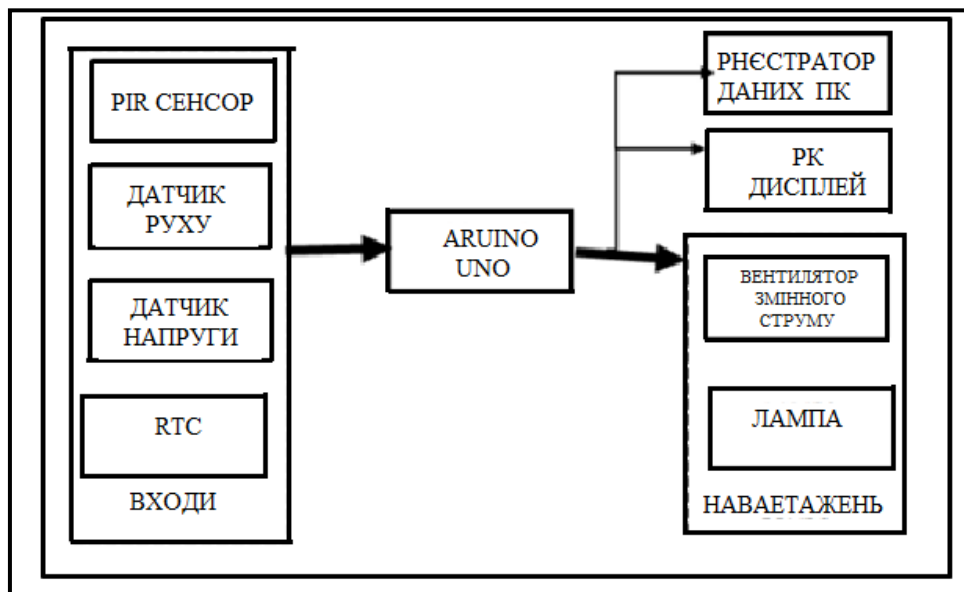 PIR СЕНСОР
ДАТЧИК
РУХУ
ДАТЧИК
НАПРУГИ
RTC
ВХОДИ
ARUINO
UNO
РНЄСТРАТОР
ДАНИХ ПК
РК
ДИСПЛЕЙ
ВЕНТИЛЯТОР
ЗМІННОГО
СТРУМУ
ЛАМПА
НАВАЕТАЖЕНЬ